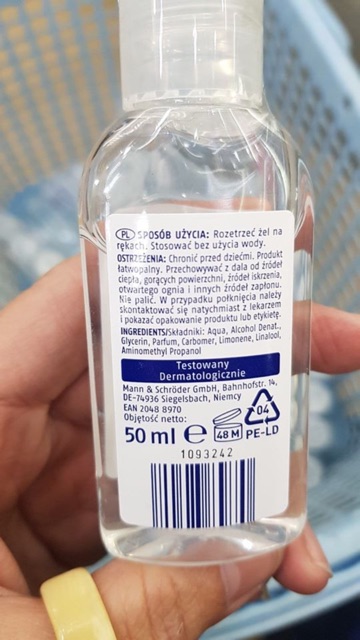 PL SPOSÓB UŻYCIA: Rozetrzeć żel na
rękach. Stosować bez użycia wody.
OSTRZEŻENIA: Chronić przed dziećmi. Produkt
łatwopalny. Przechowywać z dala od źródeł
ciepła, gorących powierzchni, źródeł iskrzenia,
otwartego ognia i innych źródeł zapłonu.
Nie palić. W przypadku połknięcia należy
skontaktować się natychmiast z lekarzem
i pokazać opakowanie produktu lub etykietę.
INGREDIENTS/Składniki: Aqua, Alcohol Denat.,
Glycerin, Parfum, Carbomer, Limonene, Linalool,
Aminomethyl Propanol
Testowany
Dermatologicznie
Mann & Schröder GmbH, Bahnhofstr. 14,
DE-74936 Siegelsbach, Niemcy
EAN 2048 8970
Objętość netto:
50 ml e 48 M 04 PE-LD
1093242